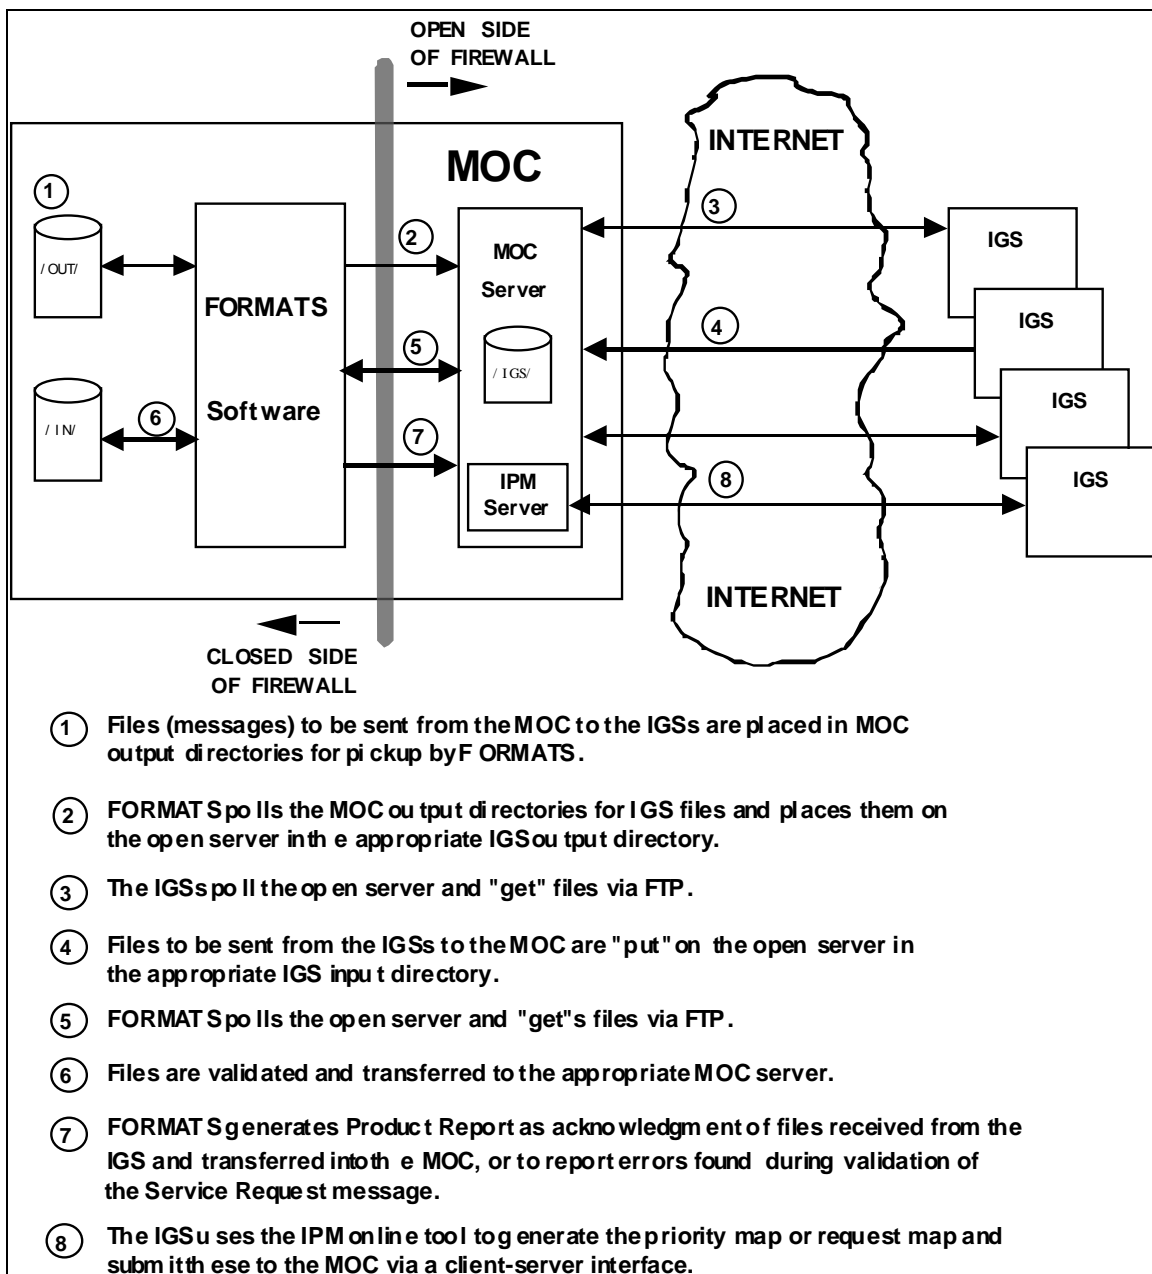 OPEN SIDE
OF FIREWALL
MOC
INTERNET
1
/ OUT/
FORMATS
Software
2
MOC
Server
3
IGS
4
IGS
5
/ IGS/
/ IN/
6
7
IGS
IPM
Server
8
IGS
INTERNET
CLOSED SIDE
OF FIREWALL
1 Files (messages) to be sent from the MOC to the IGSs are placed in MOC
output directories for pickup by FORMATS.
2 FORMATS polls the MOC output directories for IGS files and places them on
the open server in the appropriate IGS output directory.
3 The IGSs poll the open server and "get" files via FTP.
4 Files to be sent from the IGSs to the MOC are "put" on the open server in
the appropriate IGS input directory.
5 FORMATS polls the open server and "get"s files via FTP.
6 Files are validated and transferred to the appropriate MOC server.
7 FORMATS generates Product Report as acknowledgment of files received from the
IGS and transferred into the MOC, or to report errors found during validation of
the Service Request message.
8 The IGS uses the IPM online tool to generate the priority map or request map and
submit these to the MOC via a client-server interface.